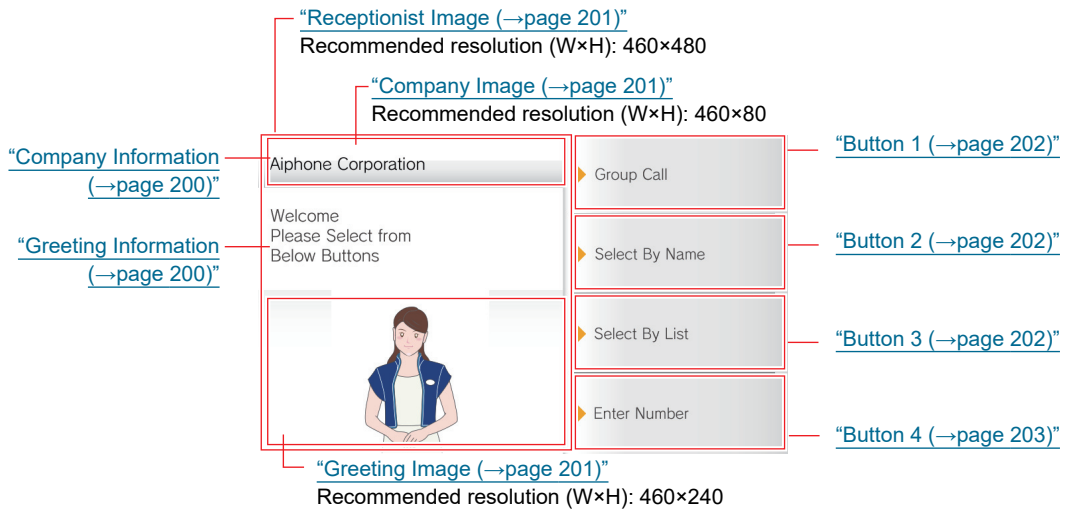 “Receptionist Image (→page 201)”
Recommended resolution (W×H): 460×480
“Company Image (→page 201)”
Recommended resolution (W×H): 460×80
“Company Information
(→page 200)”
Aiphone Corporation
“Greeting Information
(→page 200)”
Welcome
Please Select from
Below Buttons
Group Call
Select By Name
Select By List
Enter Number
“Button 1 (→page 202)”
“Button 2 (→page 202)”
“Button 3 (→page 202)”
“Button 4 (→page 203)”
“Greeting Image (→page 201)”
Recommended resolution (W×H): 460×240